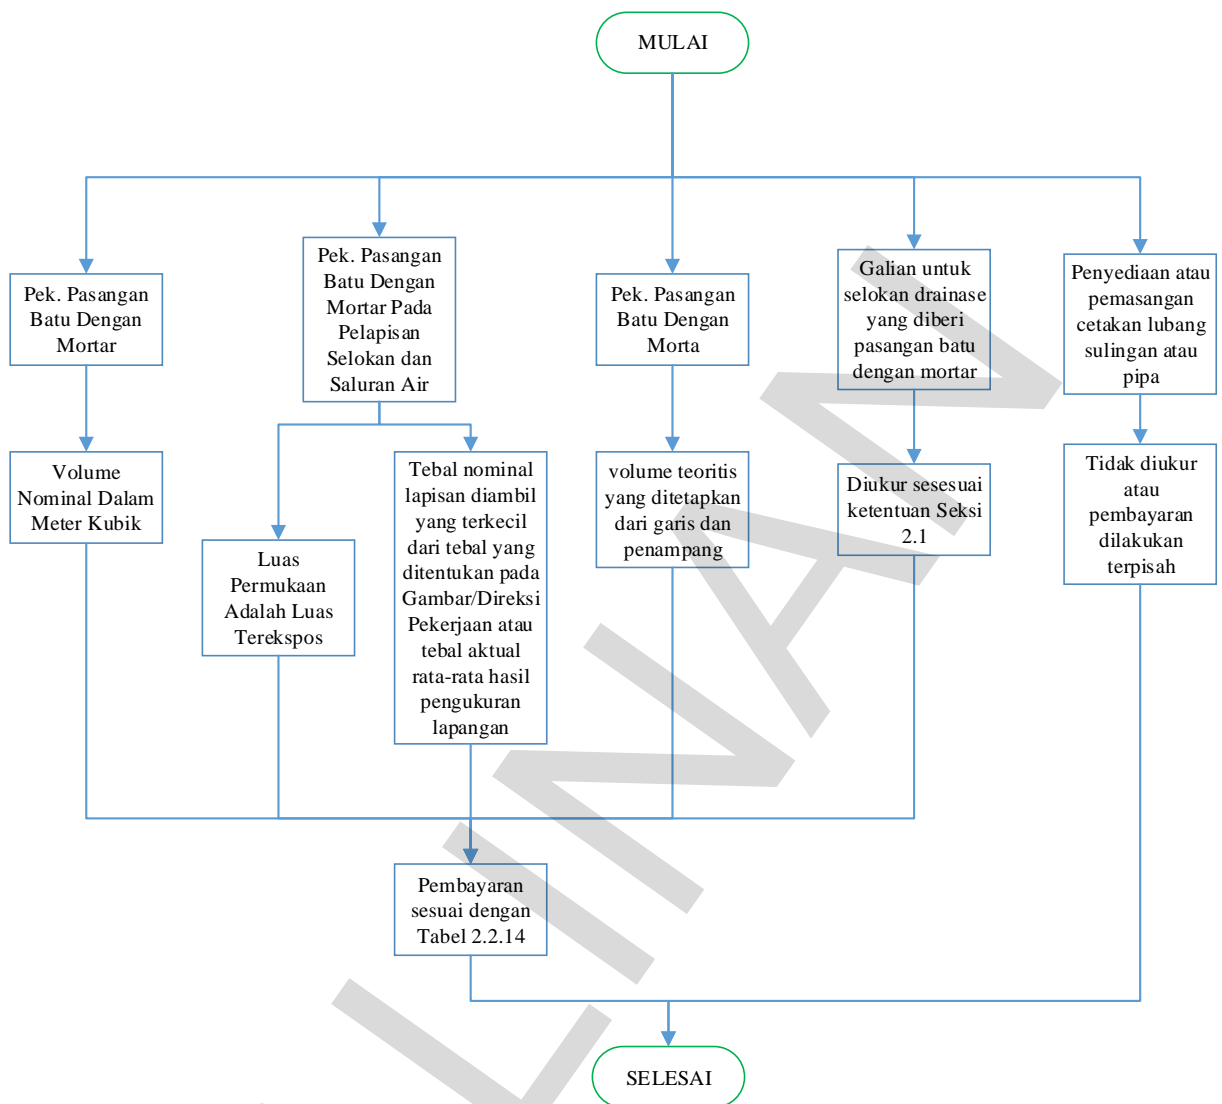 MULAI
Pek. Pasangan
Batu Dengan
Mortar
Pek. Pasangan
Batu Dengan
Mortar Pada
Pelapisan
Selokan dan
Saluran Air
Pek. Pasangan
Batu Dengan
Morta
Galian untuk
selokan drainase
yang diberi
pasangan batu
dengan mortar
Penyediaan atau
pemasangan
cetakan lubang
sulingan atau
pipa
Volume
Nominal Dalam
Meter Kubik
Luas
Permukaan
Adalah Luas
Terekspos
Tebal nominal
lapisan diambil
yang terkecil
dari tebal yang
ditentukan pada
Gambar/Direksi
Pekerjaan atau
tebal aktual
rata-rata hasil
pengukuran
lapangan
volume teoritis
yang ditetapkan
dari garis dan
penampang
Diukur sesesuai
ketentuan Seksi
2.1
Tidak diukur
atau
pembayaran
dilakukan
terpisah
Pembayaran
sesuai dengan
Tabel 2.2.14
SELESAI
LINAN